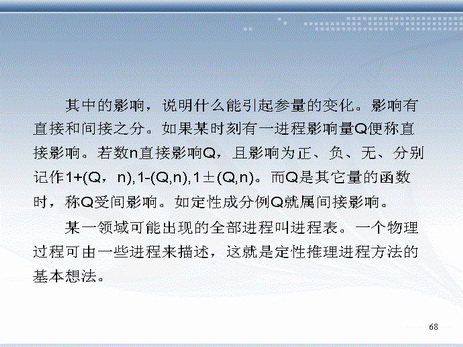 其中的影响，说明什么能引起参量的变化。影响有
直接和间接之分。如果某时刻有一进程影响量Q便称直
接影响。若数n直接影响Q，且影响为正、负、无、分别
记作1+(Q，n),1-(Q,n),1±(Q,n)。而Q是其它量的函数
时，称Q受间影响。如定性成分例Q就属间接影响。
某一领域可能出现的全部进程叫进程表。一个物理
过程可由一些进程来描述，这就是定性推理进程方法的
基本想法。
68